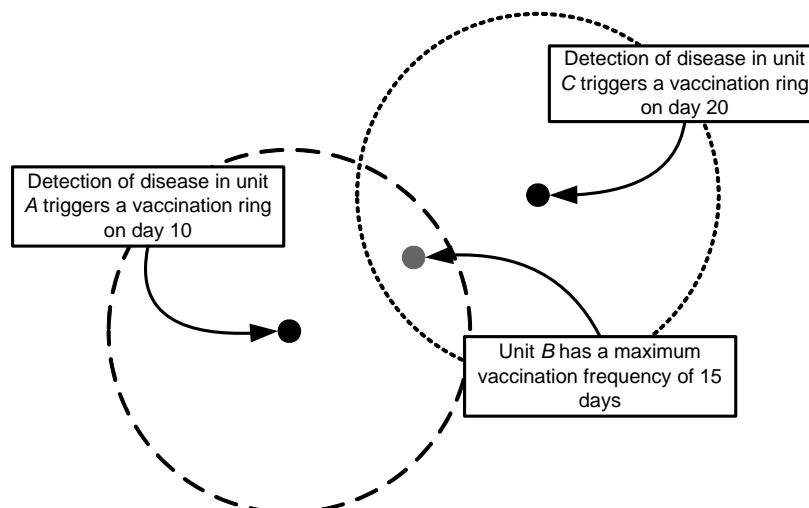 Detection of disease in unit
C triggers a vaccination ring
on day 20
Detection of disease in unit
A triggers a vaccination ring
on day 10
Unit B has a maximum
vaccination frequency of 15
days